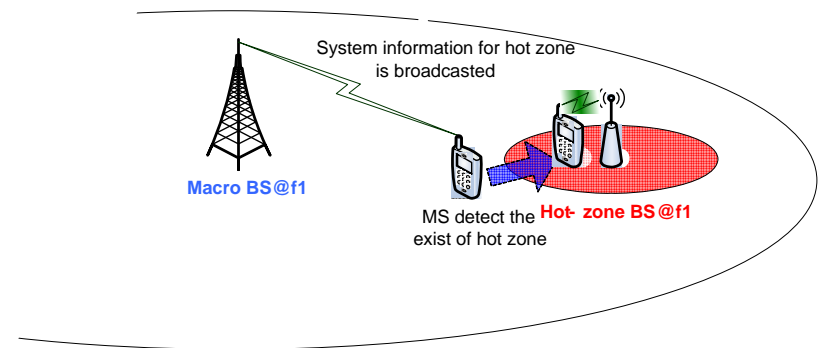 System information for hot zone
is broadcasted
Macro BS@f1
MS detect the
exist of hot zone
Hot- zone BS@f1